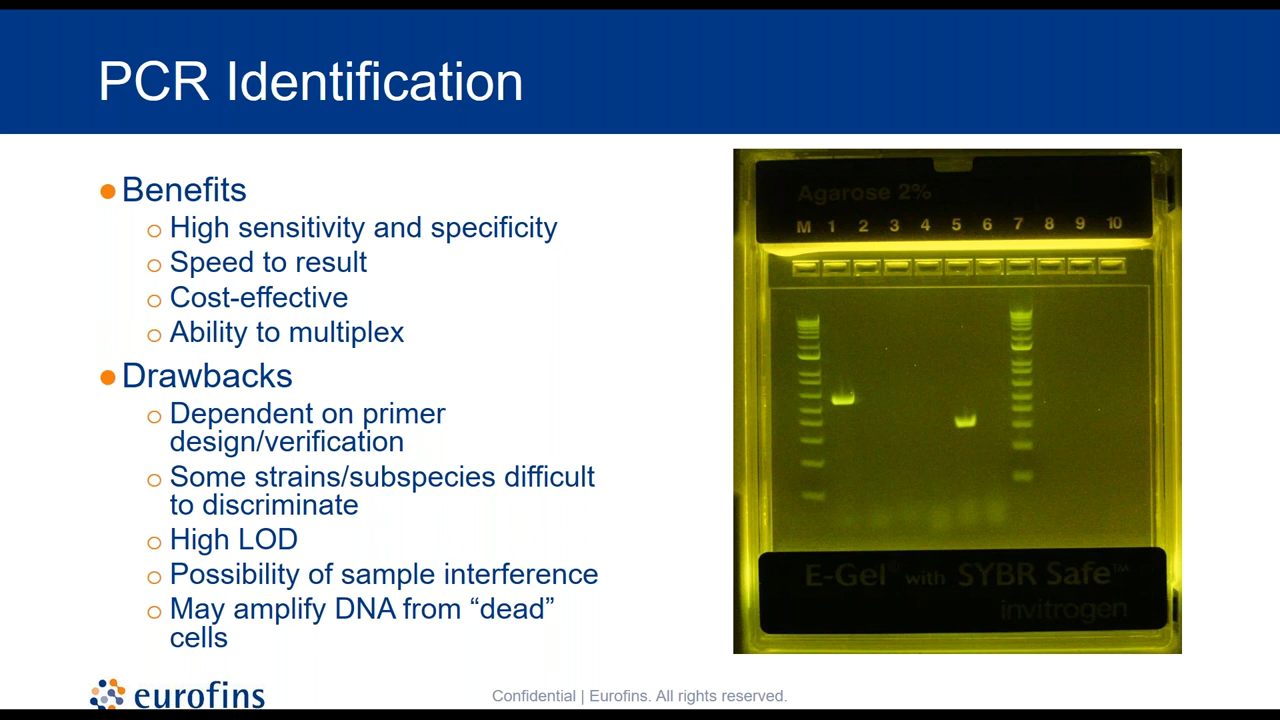 PCR Identification
Benefits
High sensitivity and specificity
Speed to result
Cost-effective
Ability to multiplex
Drawbacks
Dependent on primer
design/verification
Some strains/subspecies difficult
to discriminate
High LOD
Possibility of sample interference
May amplify DNA from “dead”
cells
Agarose 2%
M 1 2 3 4 5 6 7 8 9 10
E-Gel® with SYBR Safe™
invitrogen
eurofins
Confidential | Eurofins. All rights reserved.